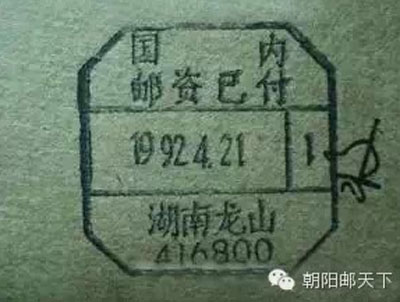 国 内
邮资已付
1992.4.21 1
湖南龙山
416800
朝阳邮天下